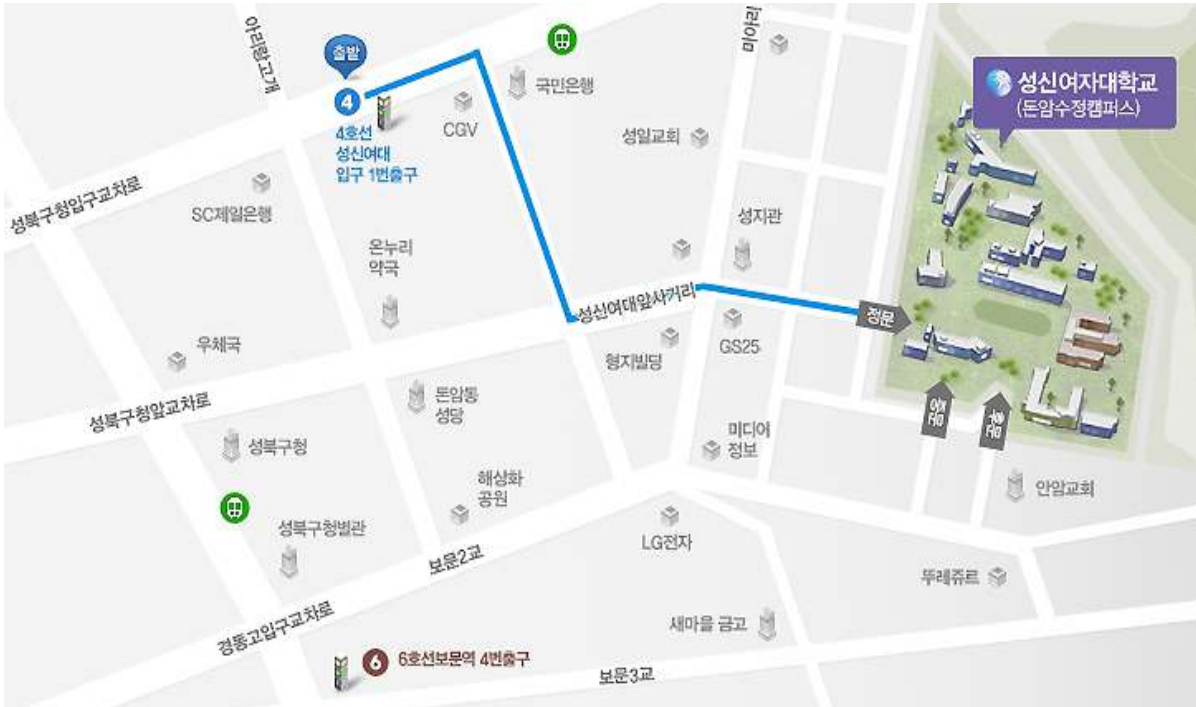 아리랑고개
출발
4
4호선
성신여대
입구 1번출구
CGV
국민은행
미아리
성신여자대학교
(돈암수정캠퍼스)
성일교회
성북구청입구교차로
SC제일은행
온누리
약국
성지관
성신여대앞사거리
정문
우체국
형지빌딩
GS25
성북구청앞교차로
돈암동
성당
성북구청
미디어
정보
후문
해상화
공원
안암교회
성북구청별관
LG전자
보문2교
뚜레쥬르
경동고입구교차로
새마을 금고
6
6호선보문역 4번출구
보문3교